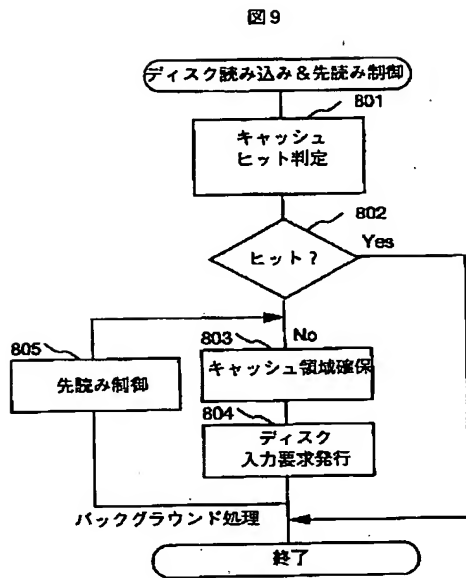 図9
ディスク読み込み&先読み制御
801
キャッシュ
ヒット判定
802
ヒット?
Yes
No
803
キャッシュ領域確保
805
先読み制御
804
ディスク
入力要求発行
バックグラウンド処理
終了